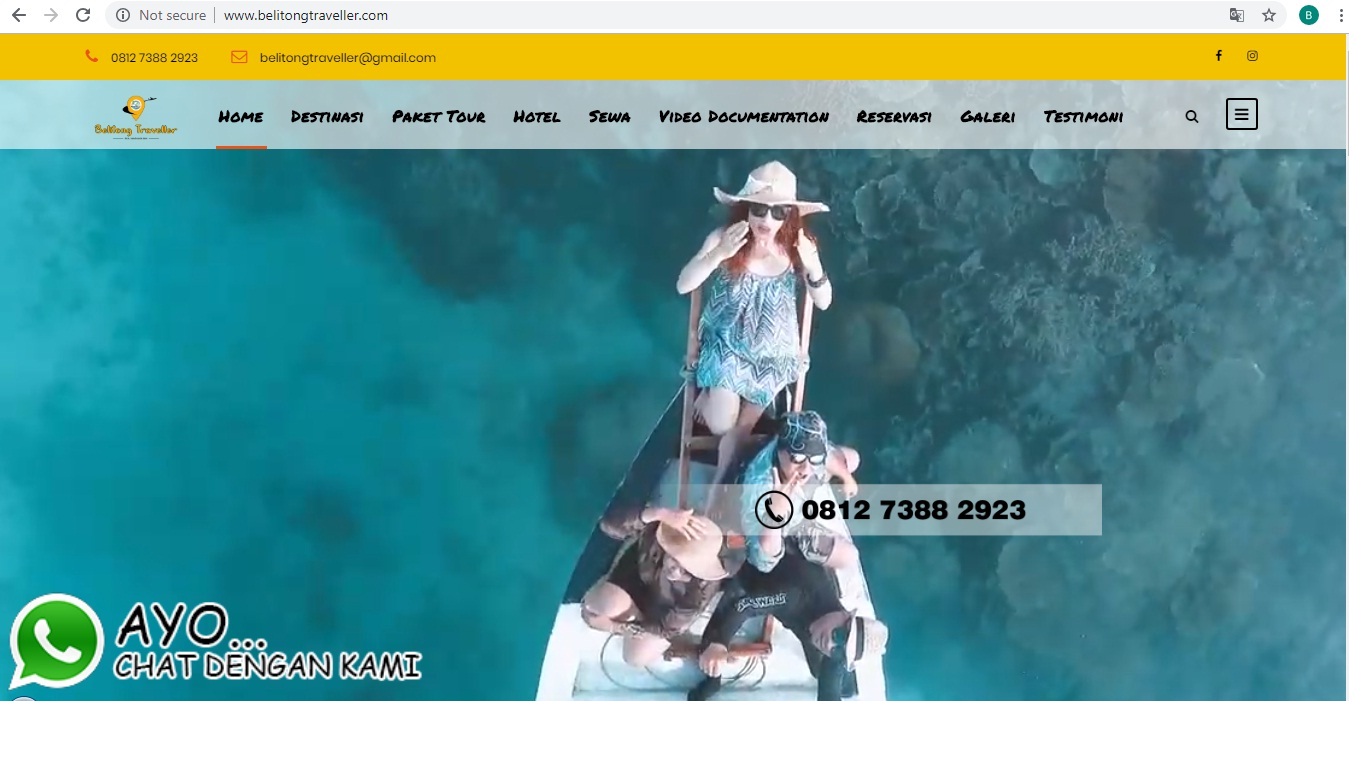 Not secure
www.belitongtraveller.com
B
0812 7388 2923
belitongtraveller@gmail.com
Belitong Traveller
Home
Destinasi
Paket Tour
Hotel
Sewa
Video Documentation
Reservasi
Galeri
Testimoni
0812 7388 2923
AYO...
CHAT DENGAN KAMI